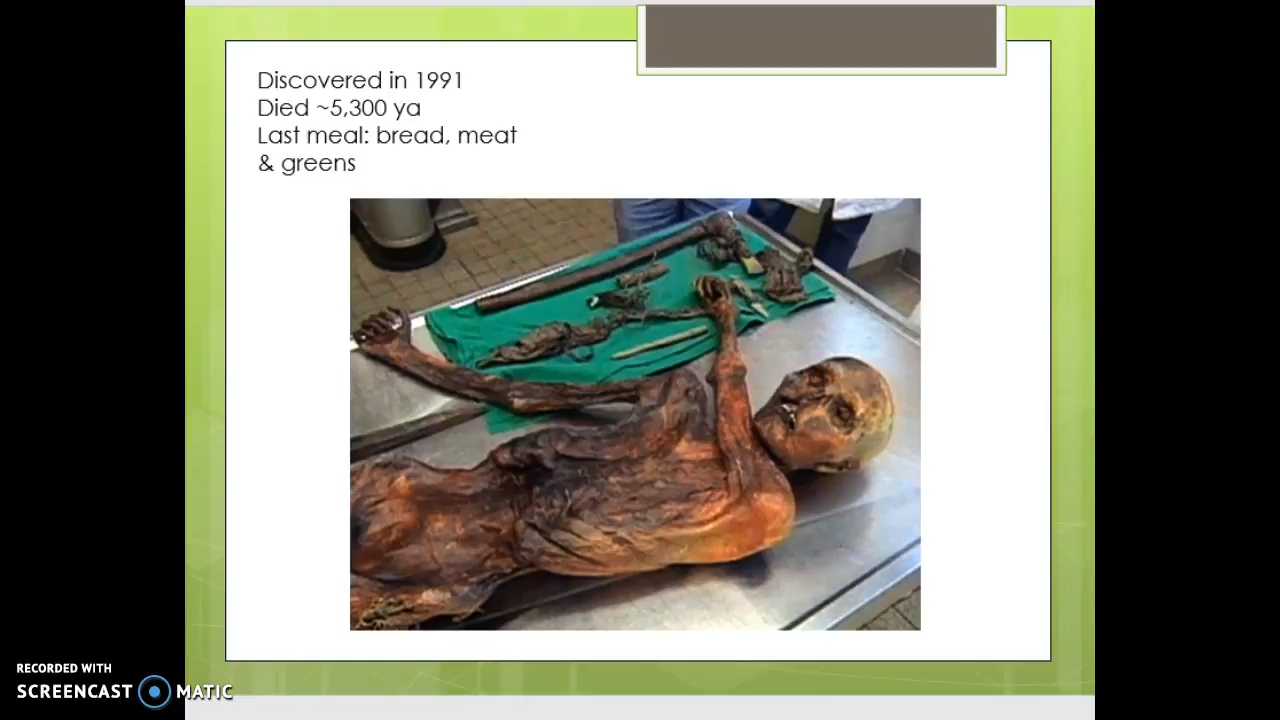 Discovered in 1991
Died ~5,300 ya
Last meal: bread, meat
& greens
RECORDED WITH
SCREENCAST MATIC